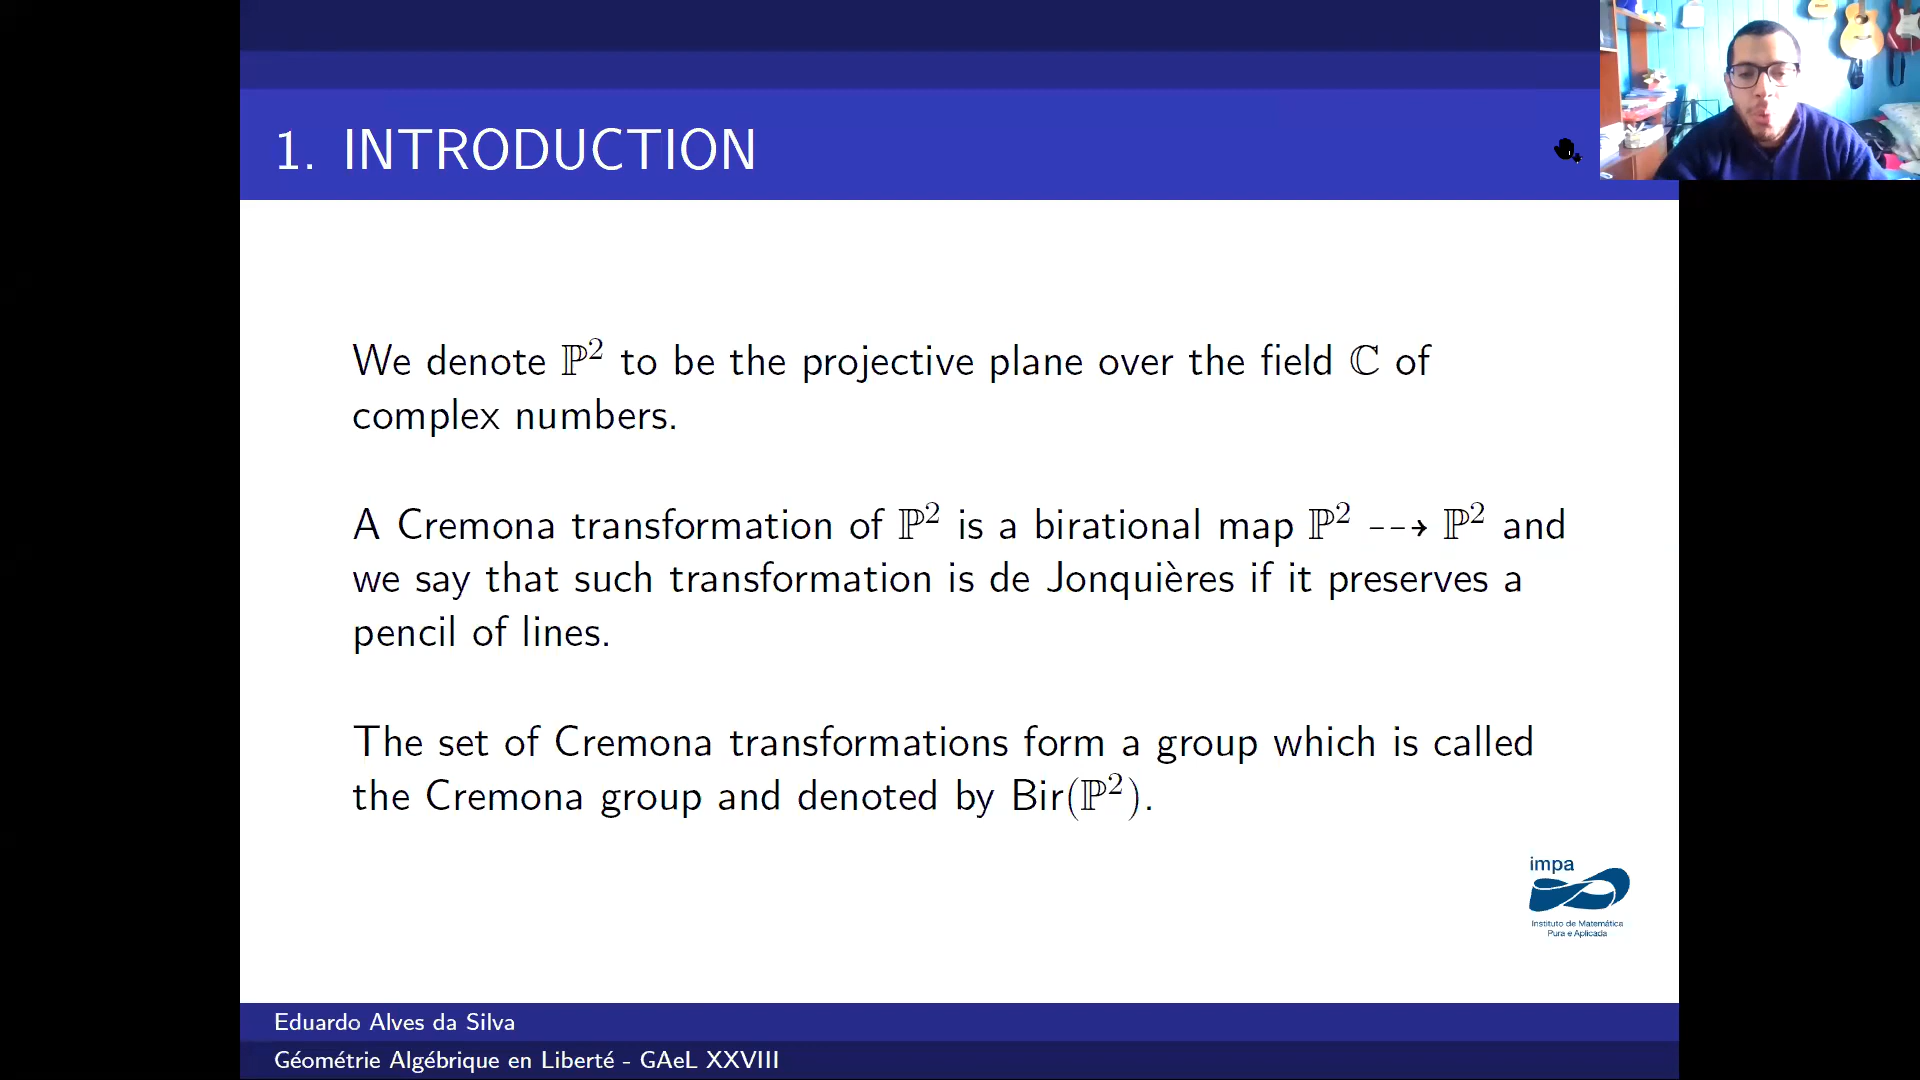 1. INTRODUCTION
We denote ℙ² to be the projective plane over the field ℂ of
complex numbers.
A Cremona transformation of ℙ² is a birational map ℙ² ⇢ ℙ² and
we say that such transformation is de Jonquières if it preserves a
pencil of lines.
The set of Cremona transformations form a group which is called
the Cremona group and denoted by Bir(ℙ²).
impa
Instituto de Matemática
Pura e Aplicada
Eduardo Alves da Silva
Géométrie Algébrique en Liberté - GAeL XXVIII